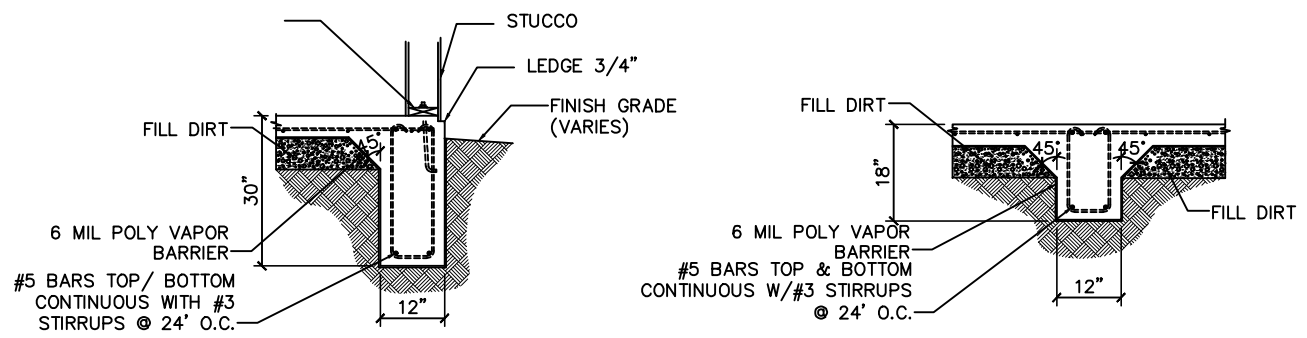 STUCCO
LEDGE 3/4"
FINISH GRADE
(VARIES)
FILL DIRT
45°
30"
6 MIL POLY VAPOR
BARRIER
#5 BARS TOP/ BOTTOM
CONTINUOUS WITH #3
STIRRUPS @ 24' O.C.
12"
FILL DIRT
45°
45°
18"
FILL DIRT
6 MIL POLY VAPOR
BARRIER
#5 BARS TOP & BOTTOM
CONTINUOUS W/#3 STIRRUPS
@ 24' O.C.
12"